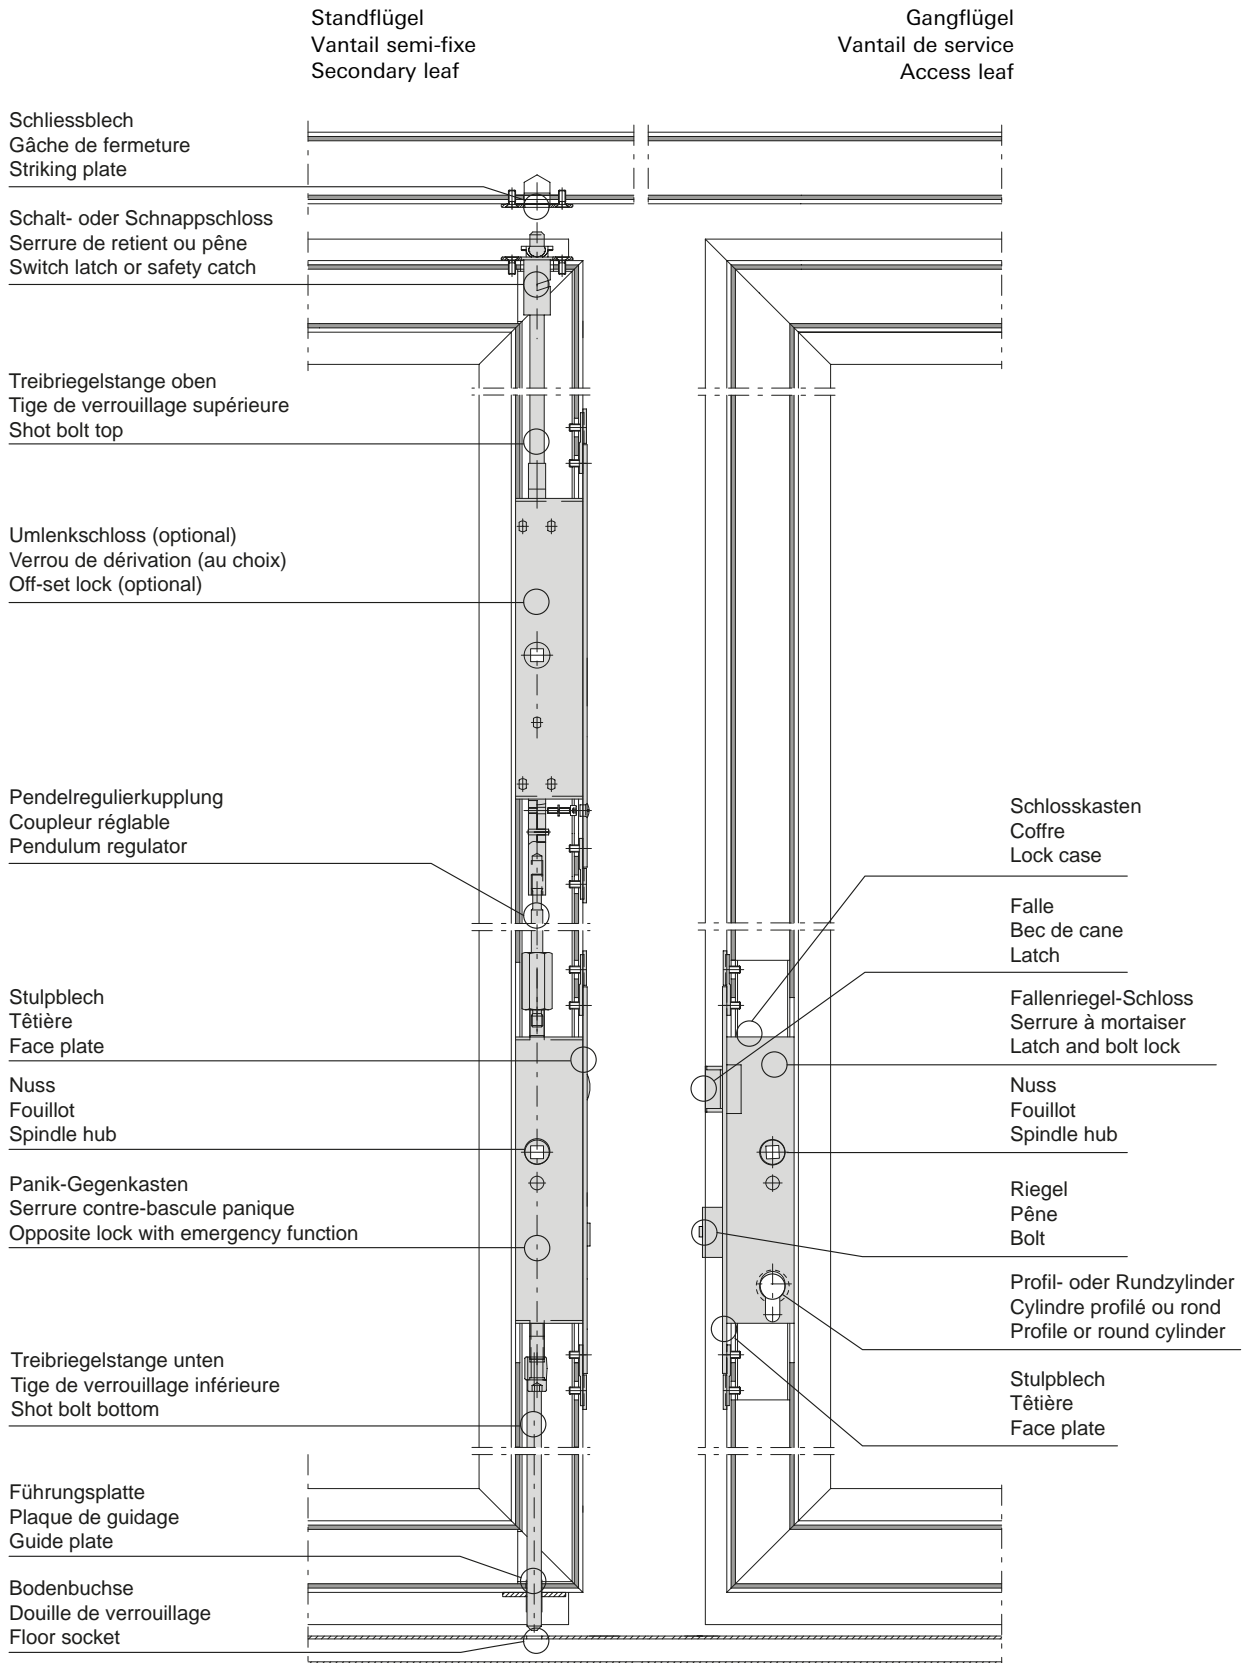 Standflügel
Vantail semi-fixe
Secondary leaf
Gangflügel
Vantail de service
Access leaf
Schliessblech
Gâche de fermeture
Striking plate
Schalt- oder Schnappschloss
Serrure de retient ou pêne
Switch latch or safety catch
Treibriegelstange oben
Tige de verrouillage supérieure
Shot bolt top
Umlenkschloss (optional)
Verrou de dérivation (au choix)
Off-set lock (optional)
Pendelregulierkupplung
Coupleur réglable
Pendulum regulator
Stulpblech
Têtière
Face plate
Nuss
Fouillot
Spindle hub
Panik-Gegenkasten
Serrure contre-bascule panique
Opposite lock with emergency function
Treibriegelstange unten
Tige de verrouillage inférieure
Shot bolt bottom
Führungsplatte
Plaque de guidage
Guide plate
Bodenbuchse
Douille de verrouillage
Floor socket
Schlosskasten
Coffre
Lock case
Falle
Bec de cane
Latch
Fallenriegel-Schloss
Serrure à mortaiser
Latch and bolt lock
Nuss
Fouillot
Spindle hub
Riegel
Pêne
Bolt
Profil- oder Rundzylinder
Cylindre profilé ou rond
Profile or round cylinder
Stulpblech
Têtière
Face plate